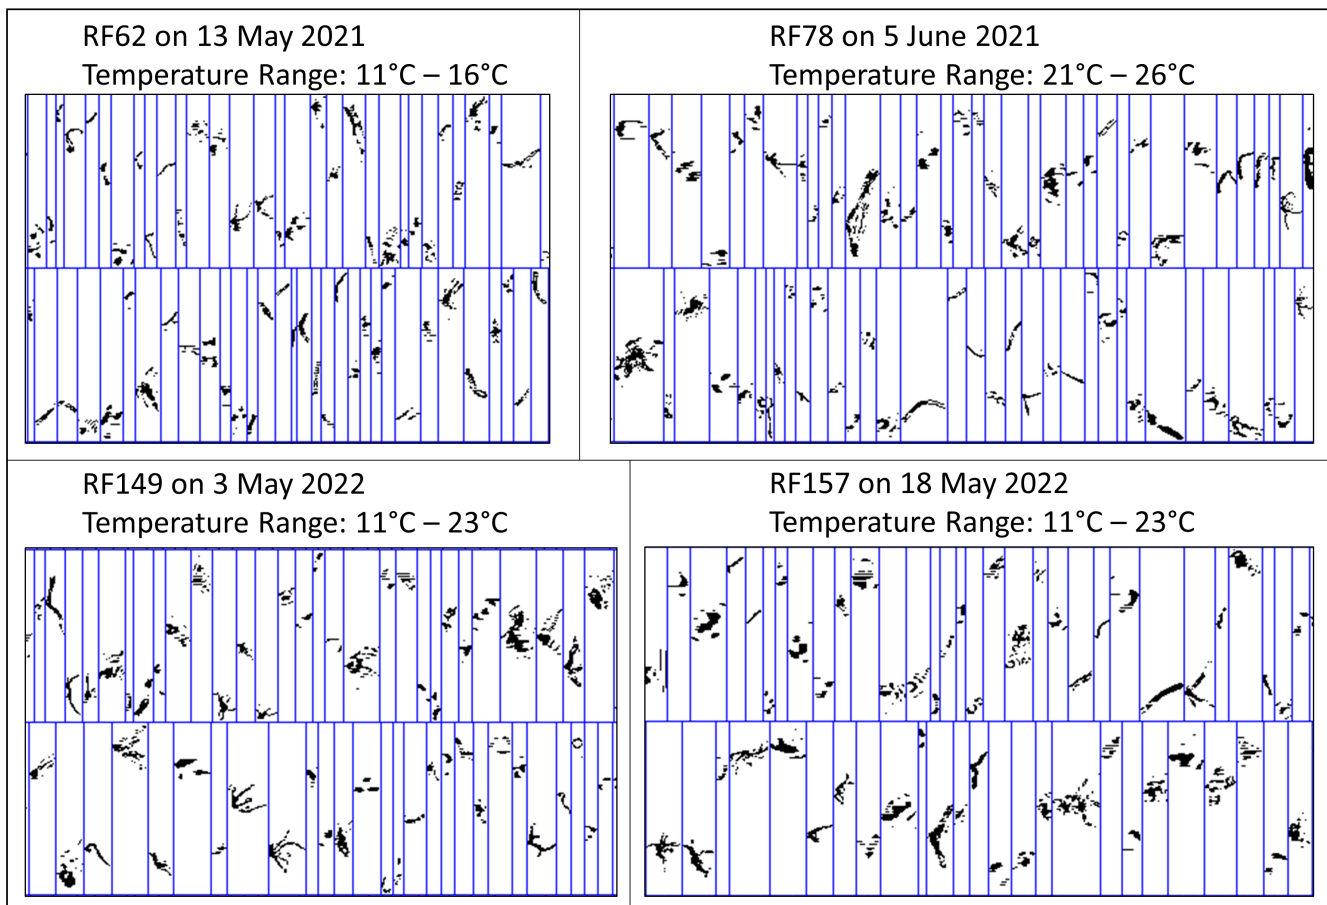 RF62 on 13 May 2021
Temperature Range: 11°C – 16°C
RF78 on 5 June 2021
Temperature Range: 21°C – 26°C
RF149 on 3 May 2022
Temperature Range: 11°C – 23°C
RF157 on 18 May 2022
Temperature Range: 11°C – 23°C